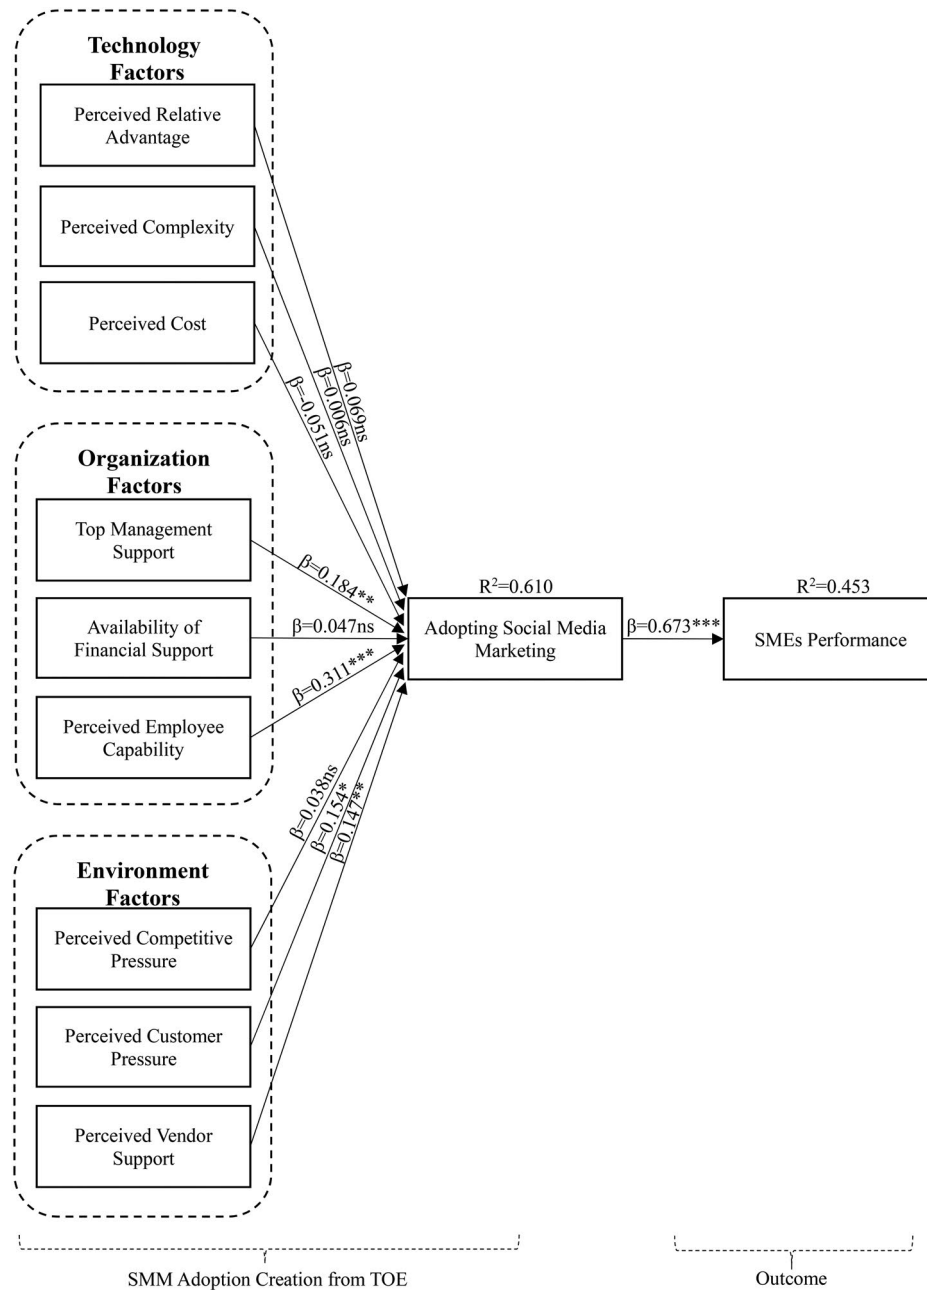 Technology
Factors
Perceived Relative
Advantage
Perceived Complexity
Perceived Cost
β=0.069ns
β=0.006ns
β=-0.051ns
Organization
Factors
Top Management
Support
Availability of
Financial Support
Perceived Employee
Capability
β=0.184**
β=0.047ns
β=0.311***
R²=0.610
Adopting Social Media
Marketing
β=0.673***
R²=0.453
SMEs Performance
β=0.038ns
β=0.154*
β=0.147**
Environment
Factors
Perceived Competitive
Pressure
Perceived Customer
Pressure
Perceived Vendor
Support
SMM Adoption Creation from TOE
Outcome